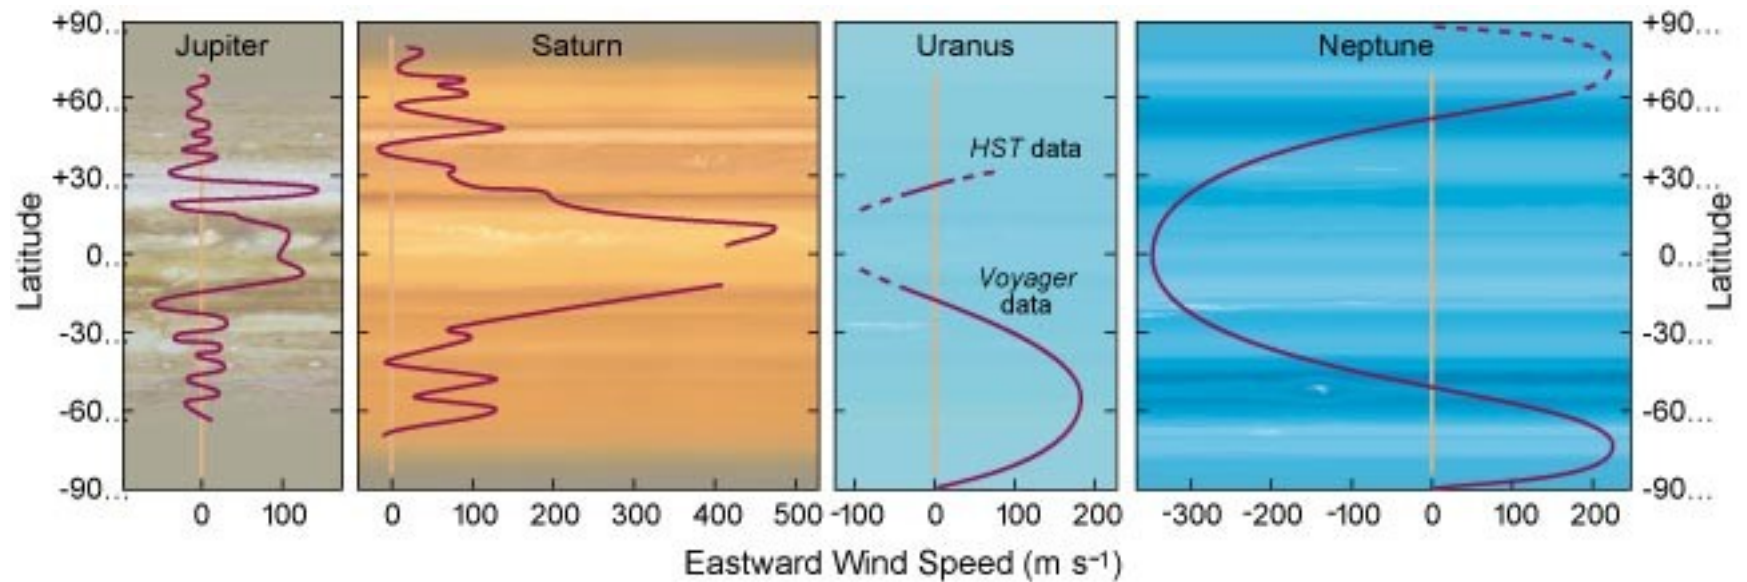 Jupiter
Saturn
Uranus
Neptune
Latitude
+90...
+60...
+30...
0...
-30...
-60...
-90...
HST data
Voyager
data
+90...
+60...
+30...
0...
-30...
-60...
-90...
Latitude
0 100
0 100 200 300 400 500
-100 0 100 200
-300 -200 -100 0 100 200
Eastward Wind Speed (m s⁻¹)